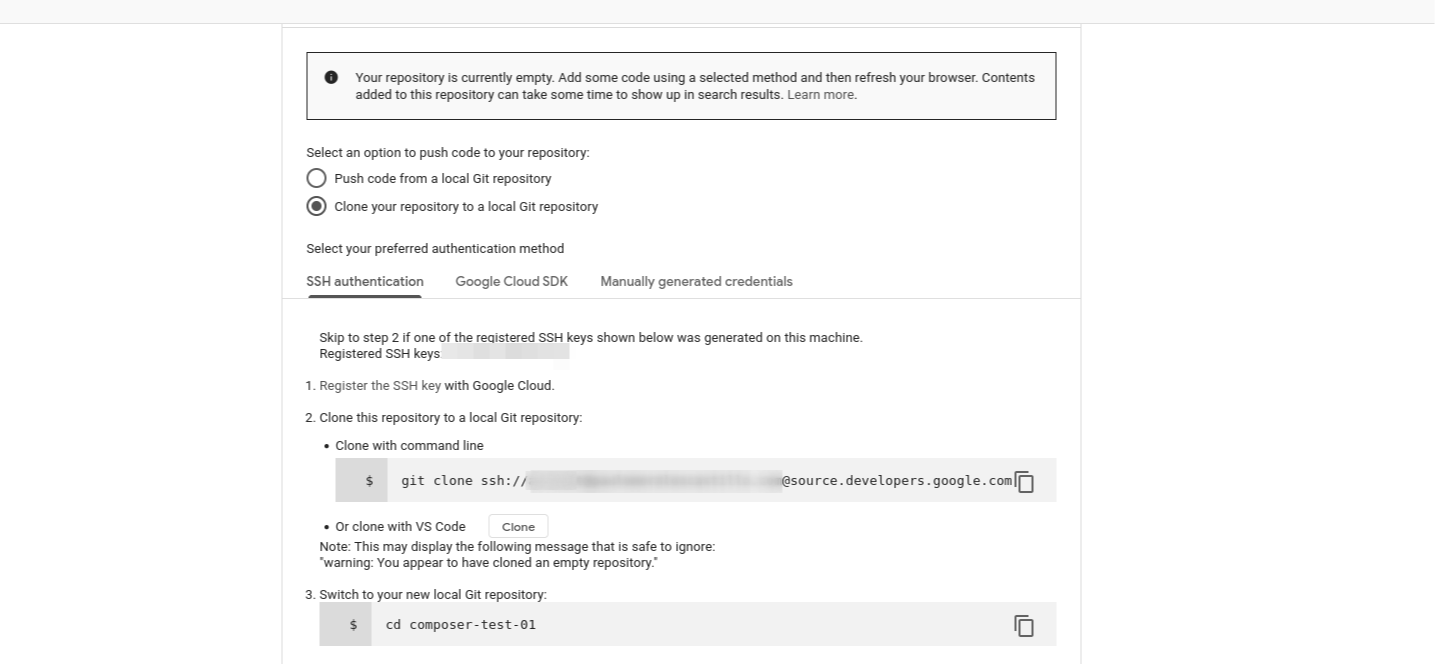 Your repository is currently empty. Add some code using a selected method and then refresh your browser. Contents
added to this repository can take some time to show up in search results. Learn more.
Select an option to push code to your repository:
Push code from a local Git repository
Clone your repository to a local Git repository
Select your preferred authentication method
SSH authentication Google Cloud SDK Manually generated credentials
Skip to step 2 if one of the registered SSH keys shown below was generated on this machine.
Registered SSH keys
1. Register the SSH key with Google Cloud.
2. Clone this repository to a local Git repository:
• Clone with command line
$ git clone ssh:// @source.developers.google.com
• Or clone with VS Code Clone
Note: This may display the following message that is safe to ignore:
"warning: You appear to have cloned an empty repository."
3. Switch to your new local Git repository:
$ cd composer-test-01